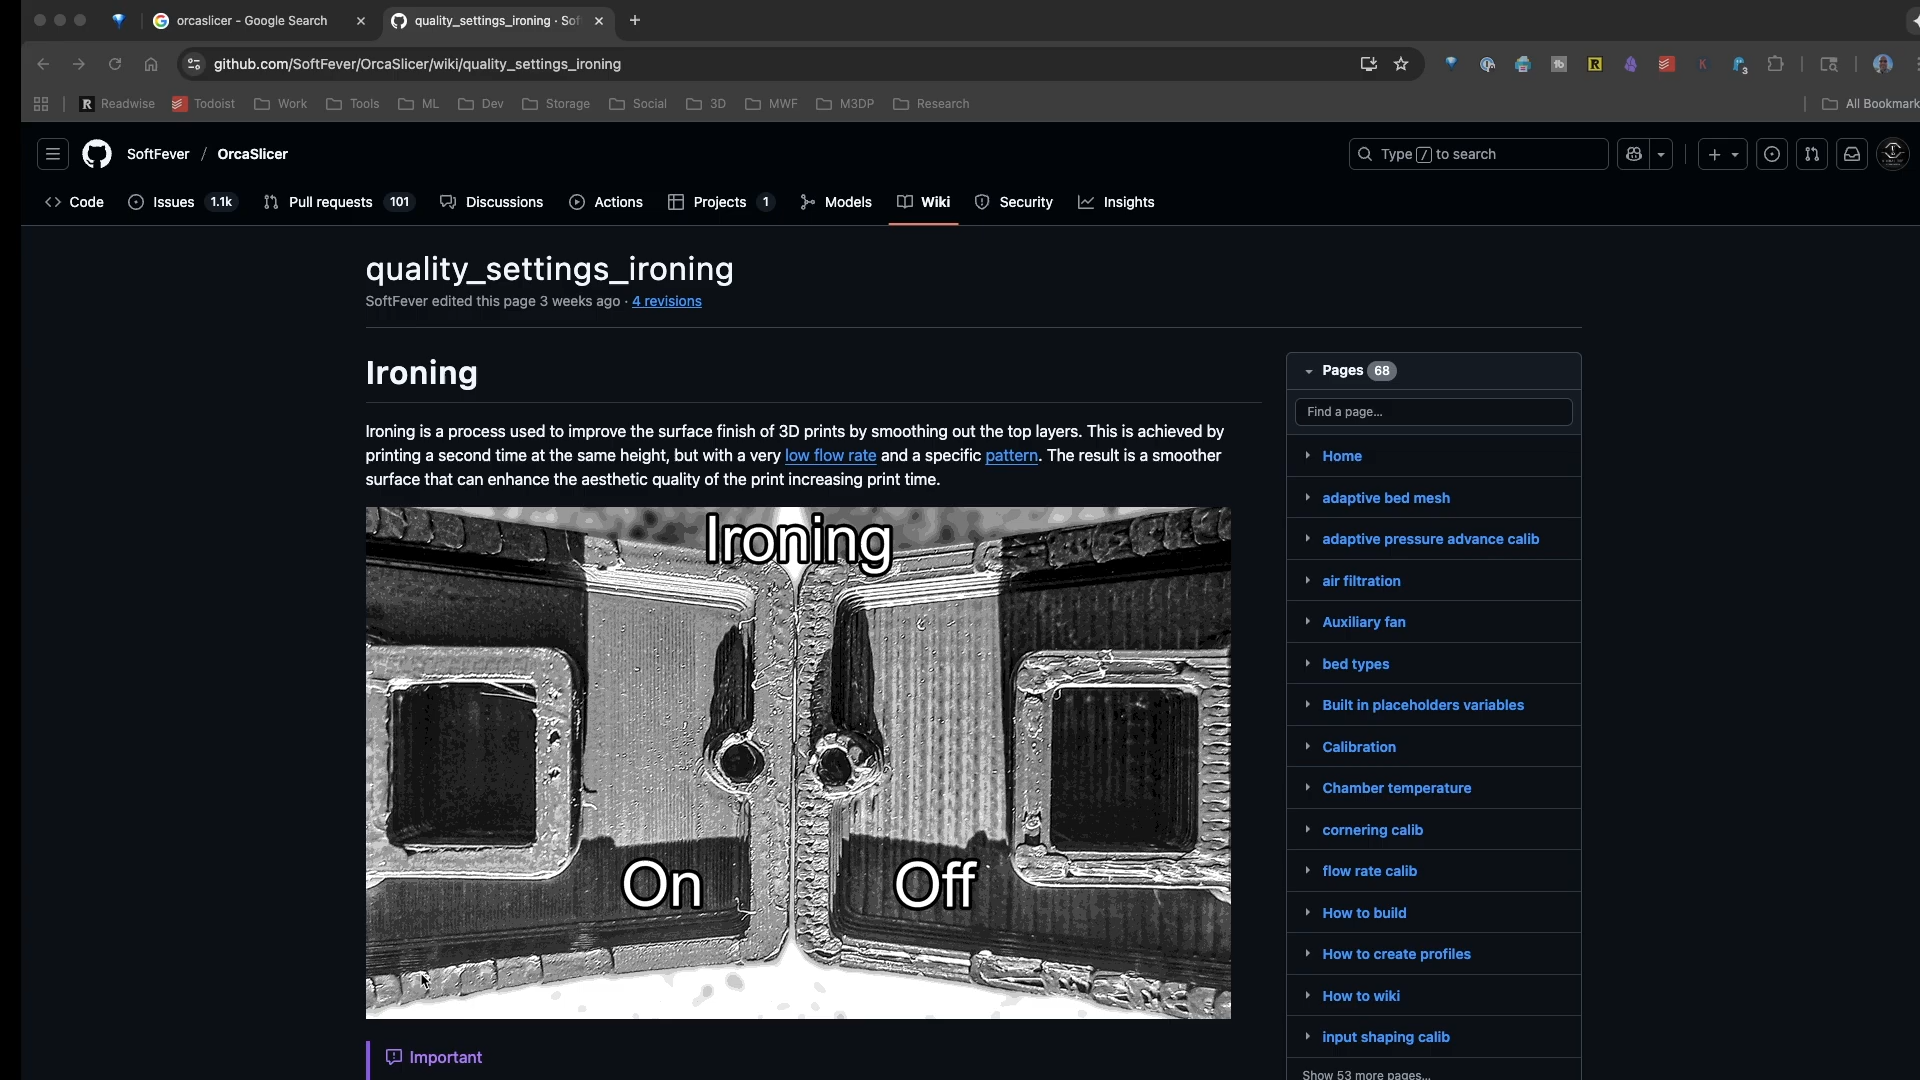 orcaslicer - Google Search
quality_settings_ironing · Sof
github.com/SoftFever/OrcaSlicer/wiki/quality_settings_ironing
Readwise Todoist Work Tools ML Dev Storage Social 3D MWF M3DP Research All Bookmark
SoftFever / OrcaSlicer
Type / to search
Code Issues 1.1k Pull requests 101 Discussions Actions Projects 1 Models Wiki Security Insights
quality_settings_ironing
SoftFever edited this page 3 weeks ago · 4 revisions
Ironing
Ironing is a process used to improve the surface finish of 3D prints by smoothing out the top layers. This is achieved by
printing a second time at the same height, but with a very low flow rate and a specific pattern. The result is a smoother
surface that can enhance the aesthetic quality of the print increasing print time.
Ironing
On Off
Important
Pages 68
Find a page...
Home
adaptive bed mesh
adaptive pressure advance calib
air filtration
Auxiliary fan
bed types
Built in placeholders variables
Calibration
Chamber temperature
cornering calib
flow rate calib
How to build
How to create profiles
How to wiki
input shaping calib
Show 53 more pages...